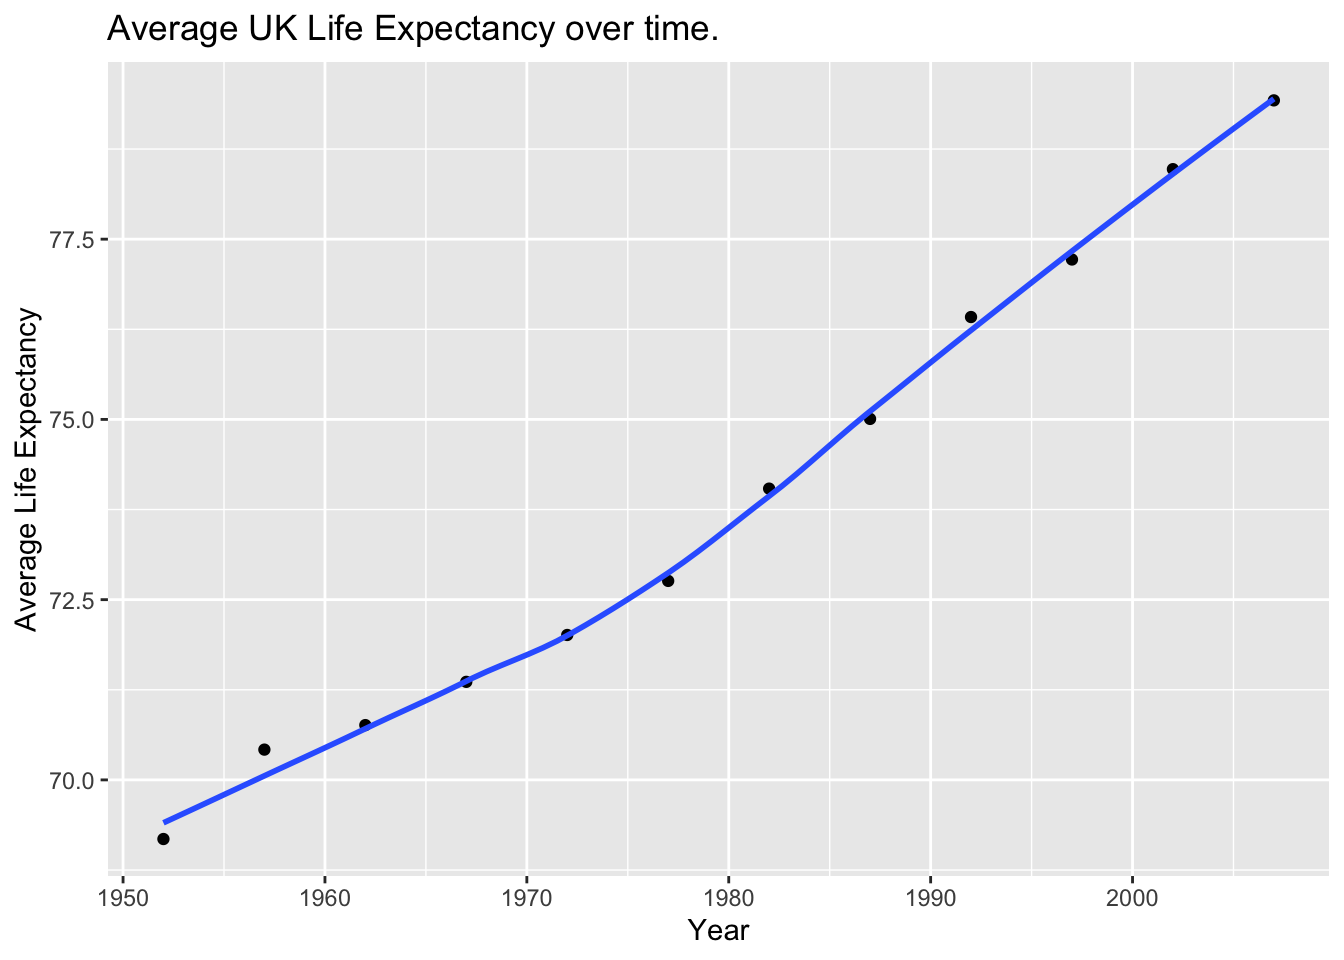 Average UK Life Expectancy over time.
Average Life Expectancy
77.5
75.0
72.5
70.0
1950 1960 1970 1980 1990 2000
Year